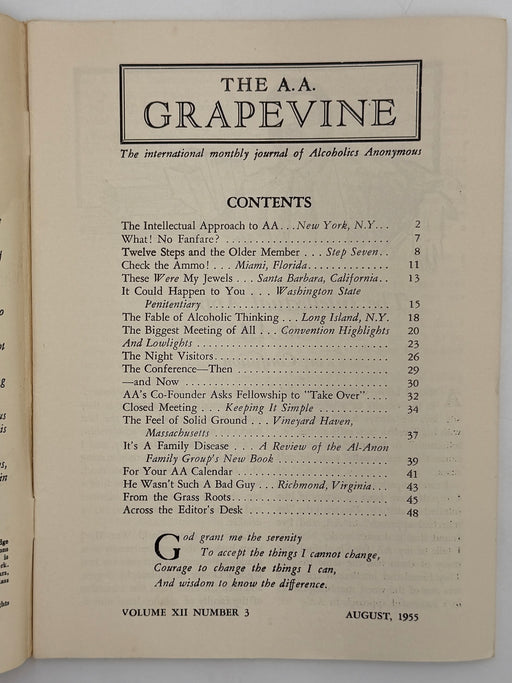 THE A.A.
GRAPEVINE
The international monthly journal of Alcoholics Anonymous
CONTENTS
The Intellectual Approach to AA...New York, N.Y... 2
What! No Fanfare? .......................... 7
Twelve Steps and the Older Member . . . Step Seven.. 8
Check the Ammo! . . . Miami, Florida............. 11
These Were My Jewels . . . Santa Barbara, California.. 13
It Could Happen to You . . . Washington State
Penitentiary ........................... 15
The Fable of Alcoholic Thinking . . . Long Island, N.Y. 18
The Biggest Meeting of All . . . Convention Highlights 20
And Lowlights ............................. 23
The Night Visitors............................ 26
The Conference—Then ........................ 29
—and Now ................................ 30
AA's Co-Founder Asks Fellowship to "Take Over".... 32
Closed Meeting . . . Keeping It Simple ............ 34
The Feel of Solid Ground . . . Vineyard Haven,
Massachusetts ........................... 37
It's A Family Disease . . . A Review of the Al-Anon
Family Group's New Book ................. 39
For Your AA Calendar ........................ 41
He Wasn't Such A Bad Guy . . . Richmond, Virginia.. 43
From the Grass Roots......................... 45
Across the Editor's Desk ...................... 48
God grant me the serenity
To accept the things I cannot change,
Courage to change the things I can,
And wisdom to know the difference.
VOLUME XII NUMBER 3 AUGUST, 1955